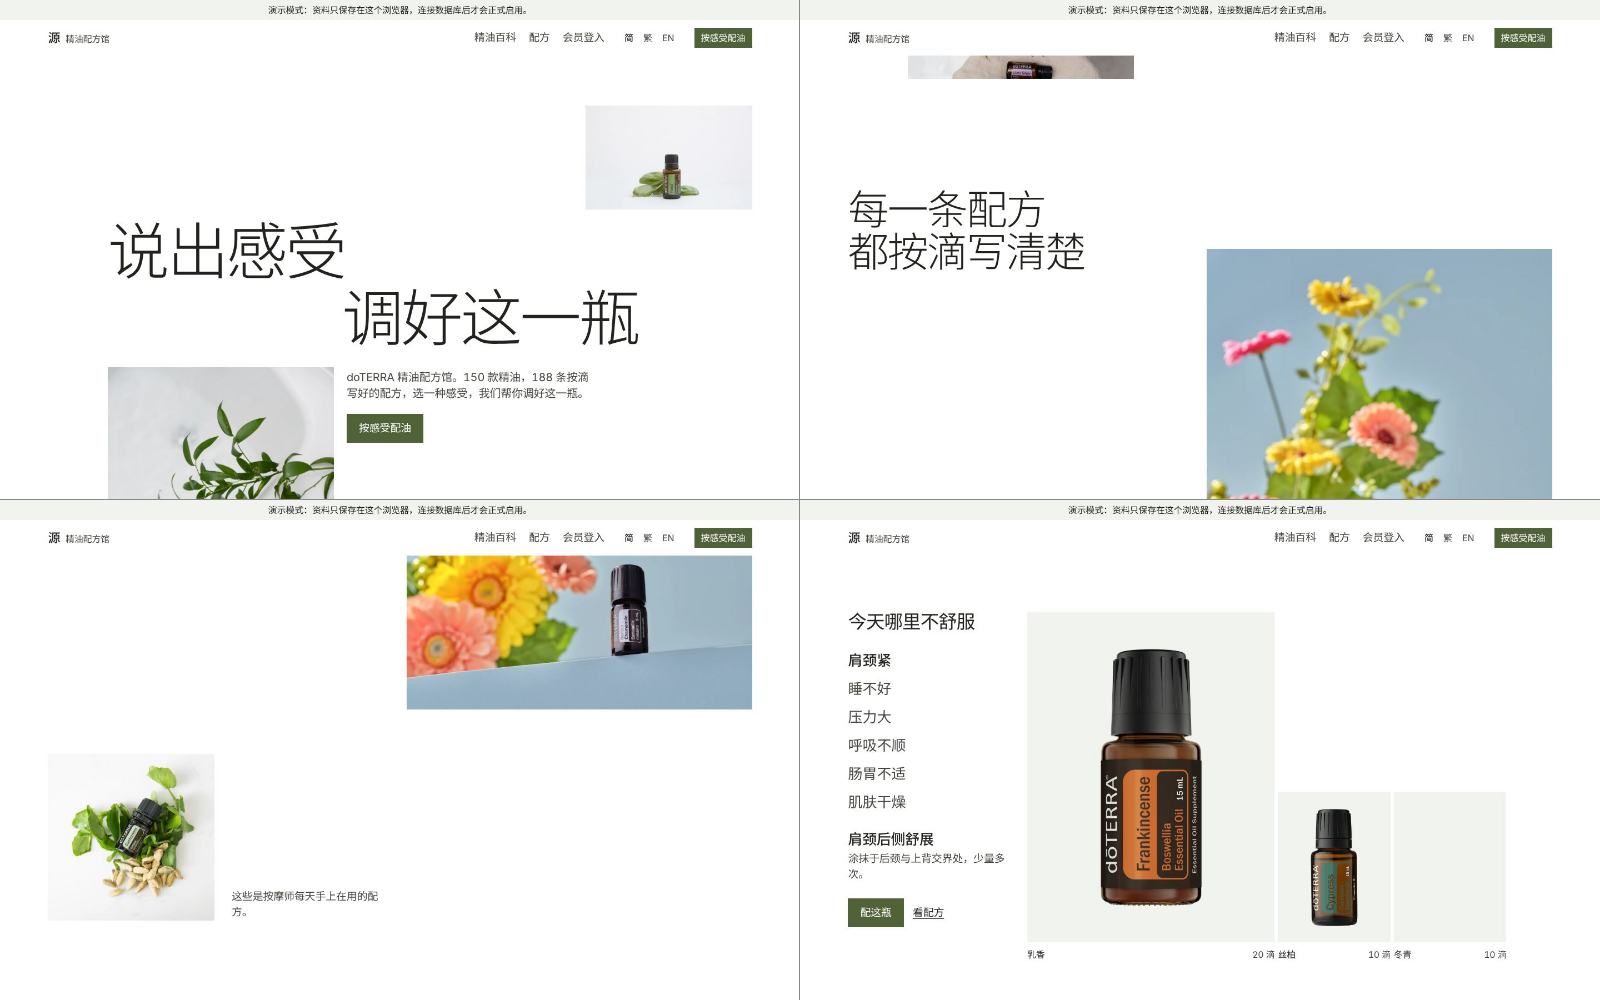 演示模式：资料只保存在这个浏览器，连接数据库后才会正式启用。
源 精油配方馆
精油百科 配方 会员登入 简 繁 EN 按感受配油
说出感受
调好这一瓶
doTERRA 精油配方馆。150 款精油，188 条按滴
写好的配方，选一种感受，我们帮你调好这一瓶。
按感受配油
演示模式：资料只保存在这个浏览器，连接数据库后才会正式启用。
源 精油配方馆
精油百科 配方 会员登入 简 繁 EN 按感受配油
每一条配方
都按滴写清楚
演示模式：资料只保存在这个浏览器，连接数据库后才会正式启用。
源 精油配方馆
精油百科 配方 会员登入 简 繁 EN 按感受配油
这些是按摩师每天手上在用的配
方。
演示模式：资料只保存在这个浏览器，连接数据库后才会正式启用。
源 精油配方馆
精油百科 配方 会员登入 简 繁 EN 按感受配油
今天哪里不舒服
肩颈紧
睡不好
压力大
呼吸不顺
肠胃不适
肌肤干燥
肩颈后侧舒展
涂抹于后颈与上背交界处，少量多
次。
配这瓶 看配方
dōTERRA
Frankincense
Boswellia
Essential Oil 15 mL
Essential Oil Supplement
dōTERRA
Cypress
乳香 20 滴
丝柏 10 滴
冬青 10 滴